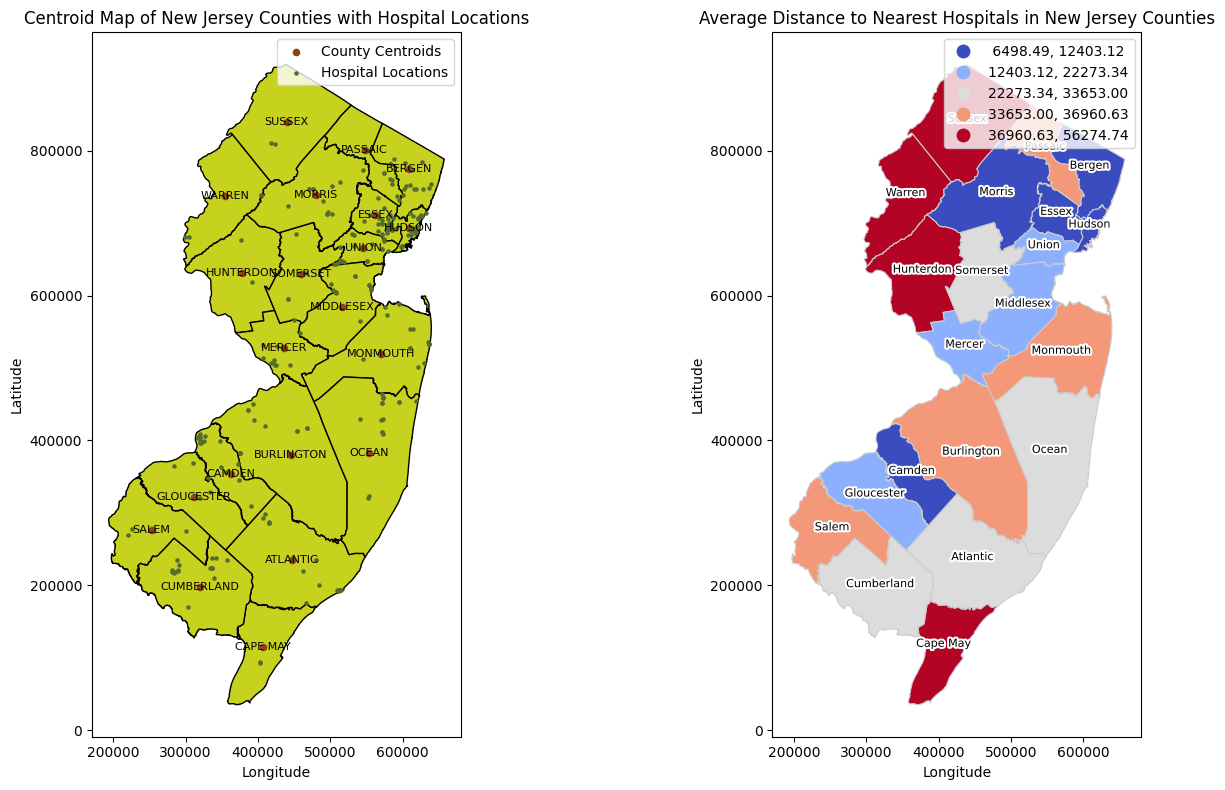 Centroid Map of New Jersey Counties with Hospital Locations
County Centroids
Hospital Locations
SUSSEX
PASSAIC
BERGEN
WARREN
MORRIS
ESSEX
HUDSON
UNION
HUNTERDON
SOMERSET
MIDDLESEX
MERCER
MONMOUTH
BURLINGTON
OCEAN
CAMDEN
GLOUCESTER
SALEM
ATLANTIC
CUMBERLAND
CAPE MAY
800000
600000
400000
200000
0
Latitude
200000 300000 400000 500000 600000
Longitude
Average Distance to Nearest Hospitals in New Jersey Counties
6498.49, 12403.12
12403.12, 22273.34
22273.34, 33653.00
33653.00, 36960.63
36960.63, 56274.74
Sussex
Passaic
Bergen
Warren
Morris
Essex
Hudson
Union
Hunterdon
Somerset
Middlesex
Mercer
Monmouth
Burlington
Ocean
Camden
Gloucester
Salem
Atlantic
Cumberland
Cape May
800000
600000
400000
200000
0
Latitude
200000 300000 400000 500000 600000
Longitude